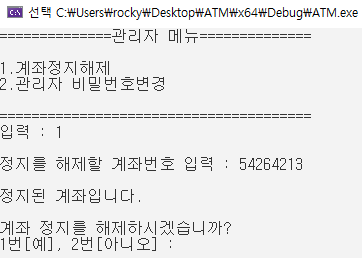 선택 C:\Users\rocky\Desktop\ATM\x64\Debug\ATM.exe
==============관리자 메뉴==============
1.계좌정지해제
2.관리자 비밀번호변경
=======================================
입력 : 1
정지를 해제할 계좌번호 입력 : 54264213
정지된 계좌입니다.
계좌 정지를 해제하시겠습니까?
1번[예], 2번[아니오] :